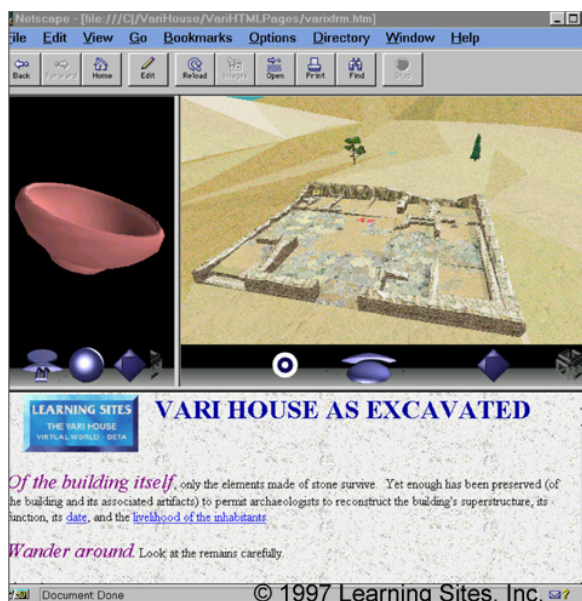 Netscape - [file:///C|/VariHouse/VariHTMLPages/varixfrm.htm]
File Edit View Go Bookmarks Options Directory Window Help
Back Forward Home Edit Reload Images Open Print Find Stop
LEARNING SITES
THE VARI HOUSE
VIRTUAL WORLD - BETA
VARI HOUSE AS EXCAVATED
Of the building itself, only the elements made of stone survive. Yet enough has been preserved (of
the building and its associated artifacts) to permit archaeologists to reconstruct the building's superstructure, its
function, its date, and the livelihood of the inhabitants.
Wander around. Look at the remains carefully.
Document Done
© 1997 Learning Sites, Inc.